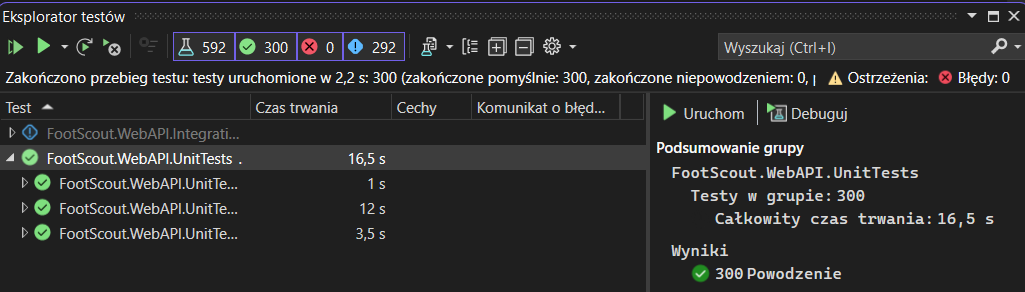 Eksplorator testów
592 300 0 292 Wyszukaj (Ctrl+I)
Zakończono przebieg testu: testy uruchomione w 2,2 s: 300 (zakończone pomyślnie: 300, zakończone niepowodzeniem: 0, Ostrzeżenia: Błędy: 0
Test Czas trwania Cechy Komunikat o błęd...
FootScout.WebAPI.Integrati...
FootScout.WebAPI.UnitTests . 16,5 s
FootScout.WebAPI.UnitTe... 1 s
FootScout.WebAPI.UnitTe... 12 s
FootScout.WebAPI.UnitTe... 3,5 s
Uruchom Debuguj
Podsumowanie grupy
FootScout.WebAPI.UnitTests
Testy w grupie: 300
Całkowity czas trwania: 16,5 s
Wyniki
300 Powodzenie